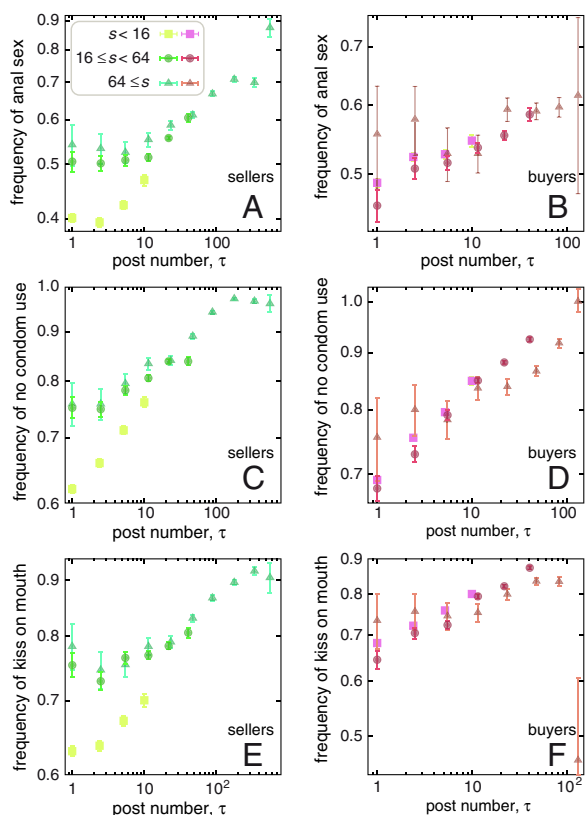 s < 16
16 ≤ s < 64
64 ≤ s
frequency of anal sex
0.9
0.8
0.7
0.6
0.5
0.4
1
10
100
sellers
A
post number, τ
frequency of anal sex
0.7
0.6
0.5
1
10
100
buyers
B
post number, τ
frequency of no condom use
1.0
0.9
0.8
0.7
0.6
1
10
100
sellers
C
post number, τ
frequency of no condom use
1.0
0.9
0.8
0.7
1
10
100
buyers
D
post number, τ
frequency of kiss on mouth
0.9
0.8
0.7
0.6
1
10
10²
sellers
E
post number, τ
frequency of kiss on mouth
0.9
0.8
0.7
0.6
0.5
1
10
10²
buyers
F
post number, τ